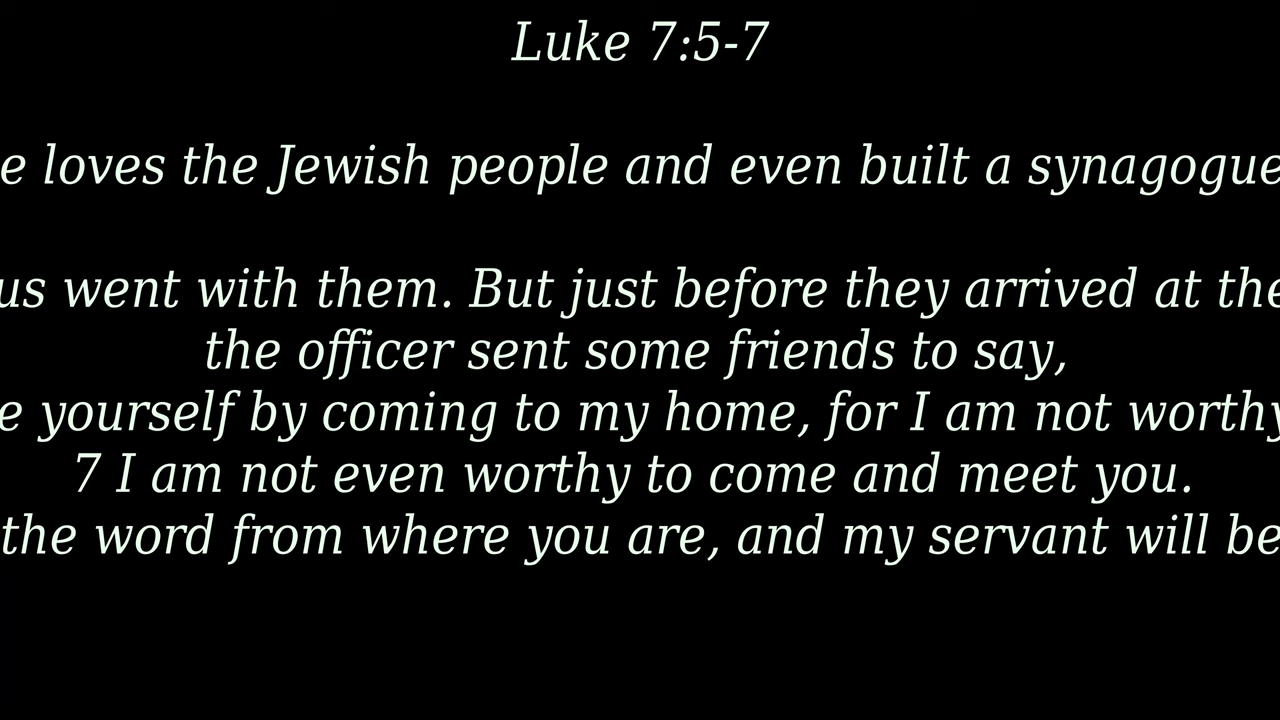 Luke 7:5-7
e loves the Jewish people and even built a synagogue
us went with them. But just before they arrived at the
the officer sent some friends to say,
e yourself by coming to my home, for I am not worthy
7 I am not even worthy to come and meet you.
the word from where you are, and my servant will be